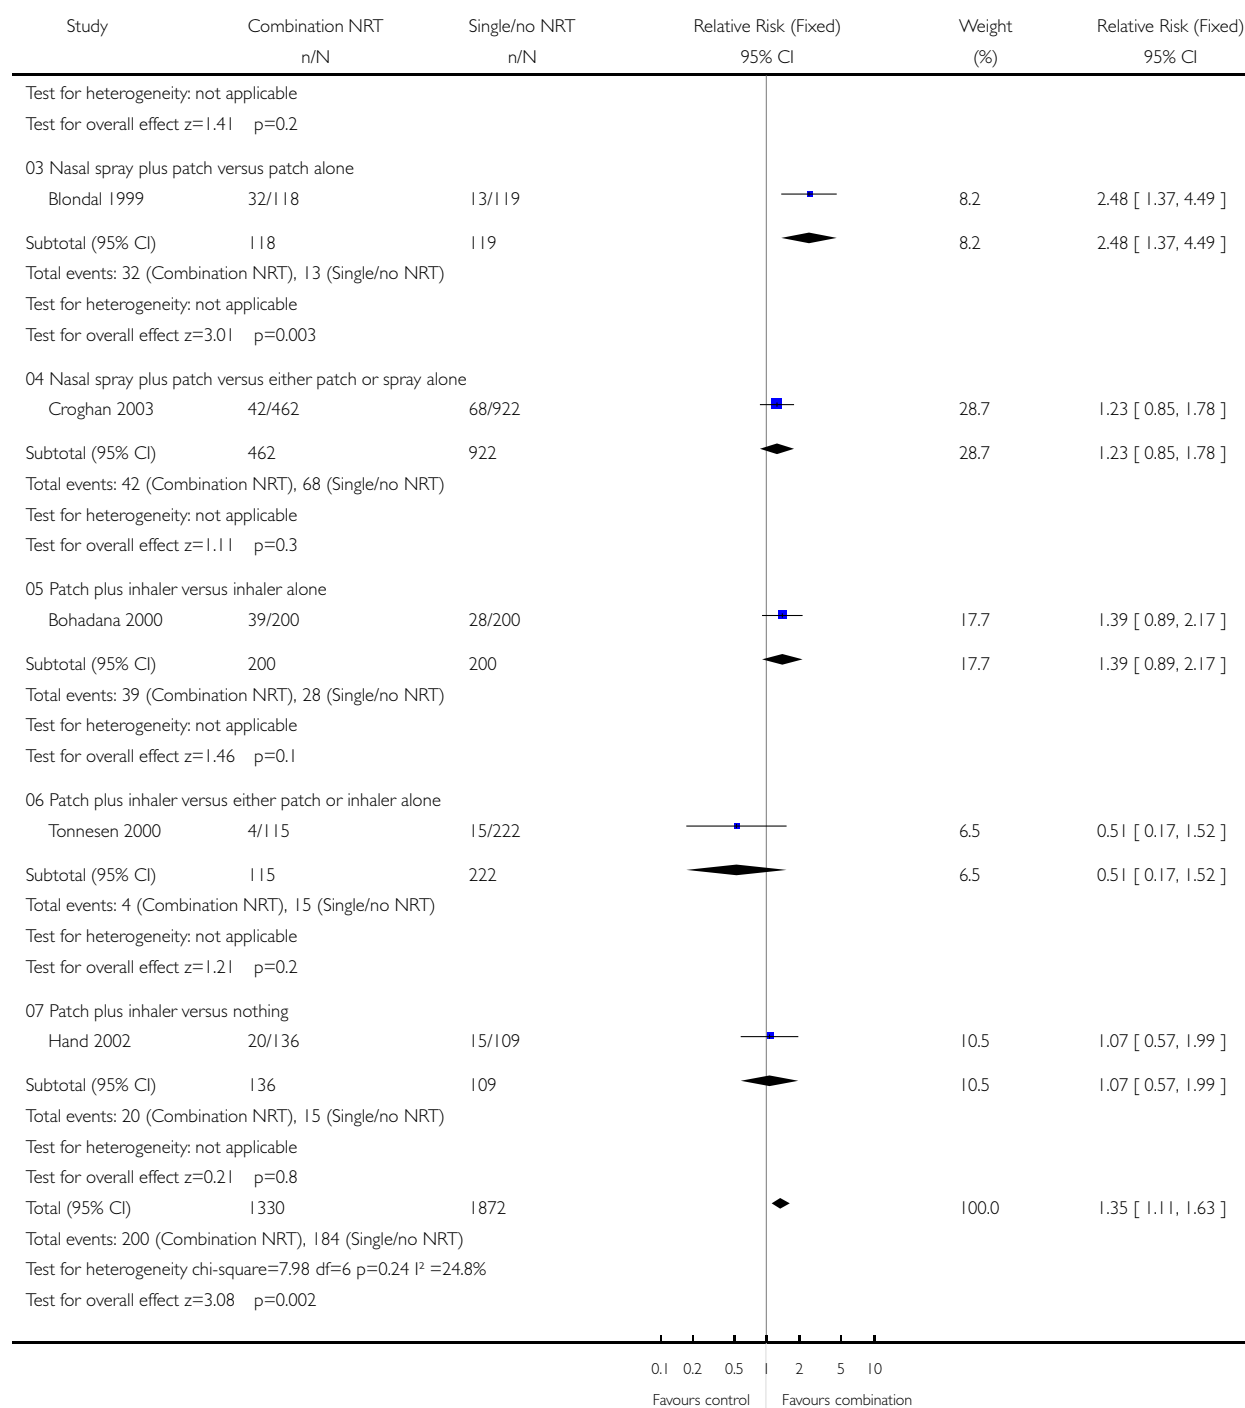 Study Combination NRT Single/no NRT Relative Risk (Fixed) Weight Relative Risk (Fixed)
n/N n/N 95% CI (%) 95% CI
Test for heterogeneity: not applicable
Test for overall effect z=1.41 p=0.2
03 Nasal spray plus patch versus patch alone
Blondal 1999 32/118 13/119 8.2 2.48 [ 1.37, 4.49 ]
Subtotal (95% CI) 118 119 8.2 2.48 [ 1.37, 4.49 ]
Total events: 32 (Combination NRT), 13 (Single/no NRT)
Test for heterogeneity: not applicable
Test for overall effect z=3.01 p=0.003
04 Nasal spray plus patch versus either patch or spray alone
Croghan 2003 42/462 68/922 28.7 1.23 [ 0.85, 1.78 ]
Subtotal (95% CI) 462 922 28.7 1.23 [ 0.85, 1.78 ]
Total events: 42 (Combination NRT), 68 (Single/no NRT)
Test for heterogeneity: not applicable
Test for overall effect z=1.11 p=0.3
05 Patch plus inhaler versus inhaler alone
Bohadana 2000 39/200 28/200 17.7 1.39 [ 0.89, 2.17 ]
Subtotal (95% CI) 200 200 17.7 1.39 [ 0.89, 2.17 ]
Total events: 39 (Combination NRT), 28 (Single/no NRT)
Test for heterogeneity: not applicable
Test for overall effect z=1.46 p=0.1
06 Patch plus inhaler versus either patch or inhaler alone
Tonnesen 2000 4/115 15/222 6.5 0.51 [ 0.17, 1.52 ]
Subtotal (95% CI) 115 222 6.5 0.51 [ 0.17, 1.52 ]
Total events: 4 (Combination NRT), 15 (Single/no NRT)
Test for heterogeneity: not applicable
Test for overall effect z=1.21 p=0.2
07 Patch plus inhaler versus nothing
Hand 2002 20/136 15/109 10.5 1.07 [ 0.57, 1.99 ]
Subtotal (95% CI) 136 109 10.5 1.07 [ 0.57, 1.99 ]
Total events: 20 (Combination NRT), 15 (Single/no NRT)
Test for heterogeneity: not applicable
Test for overall effect z=0.21 p=0.8
Total (95% CI) 1330 1872 100.0 1.35 [ 1.11, 1.63 ]
Total events: 200 (Combination NRT), 184 (Single/no NRT)
Test for heterogeneity chi-square=7.98 df=6 p=0.24 I² =24.8%
Test for overall effect z=3.08 p=0.002
0.1 0.2 0.5 1 2 5 10
Favours control Favours combination